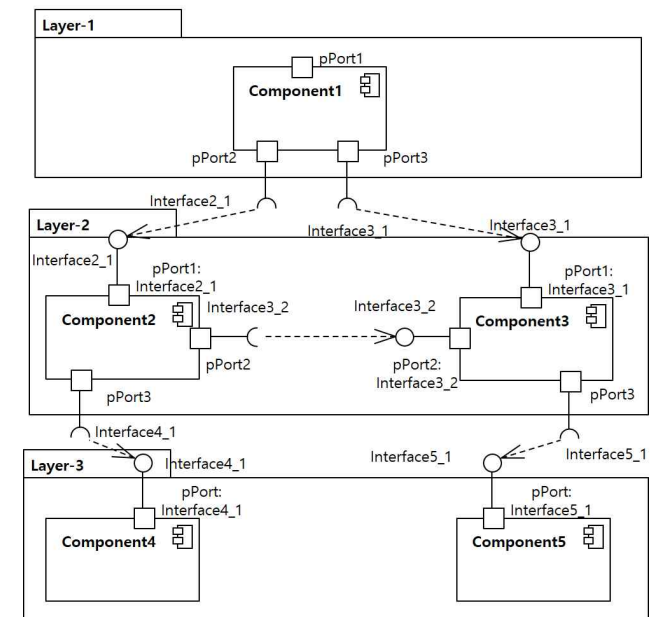 Layer-1
pPort1
Component1
pPort2
pPort3
Interface2_1
Interface3_1
Interface3_1
Layer-2
Interface2_1
pPort1:
Interface2_1
pPort1:
Interface3_1
Component2
Interface3_2
Interface3_2
Component3
pPort2
pPort2:
Interface3_2
pPort3
pPort3
Interface4_1
Interface4_1
Interface5_1
Interface5_1
Layer-3
pPort:
Interface4_1
pPort:
Interface5_1
Component4
Component5